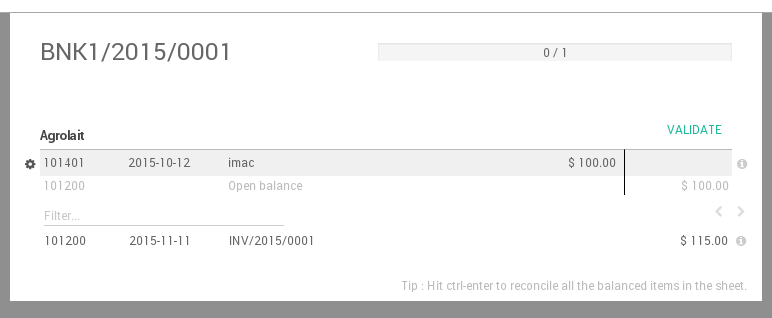 BNK1/2015/0001
0 / 1
Agrolait
VALIDATE
101401 2015-10-12 imac $ 100.00
101200 Open balance $ 100.00
Filter...
101200 2015-11-11 INV/2015/0001 $ 115.00
Tip : Hit ctrl-enter to reconcile all the balanced items in the sheet.